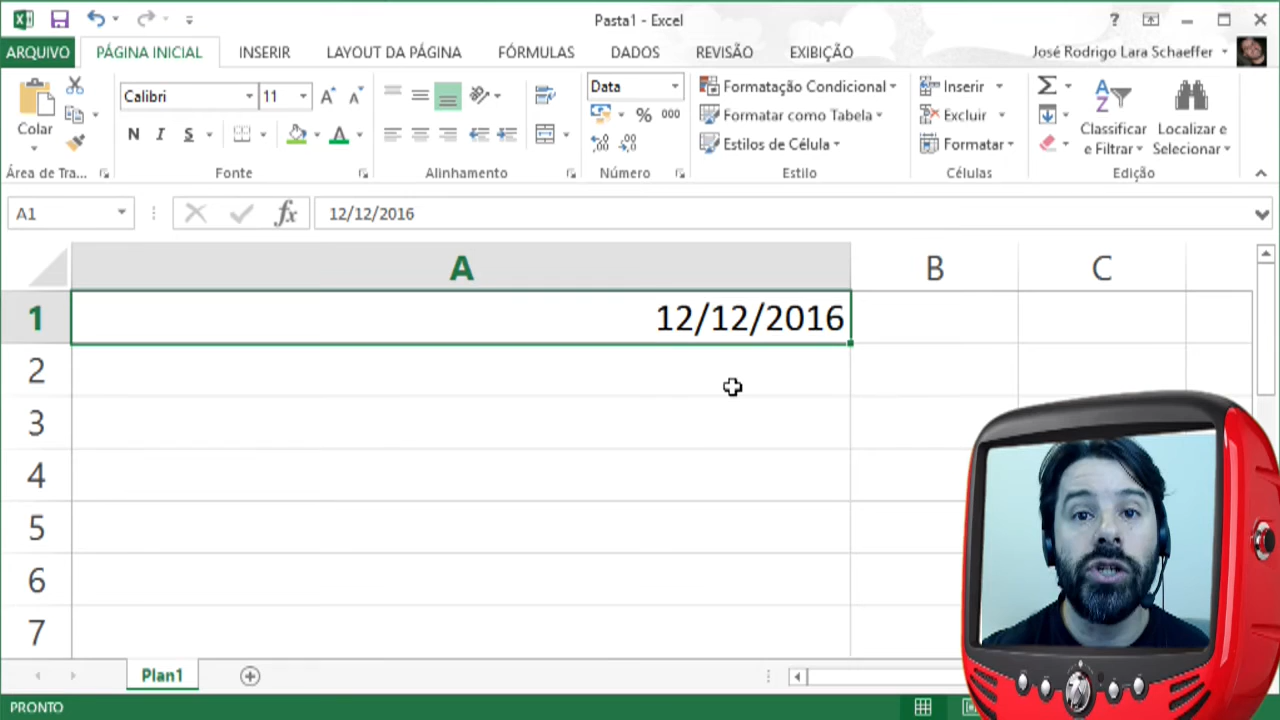 Pasta1 - Excel
?
ARQUIVO PÁGINA INICIAL INSERIR LAYOUT DA PÁGINA FÓRMULAS DADOS REVISÃO EXIBIÇÃO José Rodrigo Lara Schaeffer
Colar
Área de Tra...
Calibri 11
N I S A
Fonte
Alinhamento
Data
% 000
Número
Formatação Condicional
Formatar como Tabela
Estilos de Célula
Estilo
Inserir
Excluir
Formatar
Células
Σ
Classificar e Filtrar
Localizar e Selecionar
Edição
A1 fx 12/12/2016
A B C
1 12/12/2016
2
3
4
5
6
7
Plan1
PRONTO